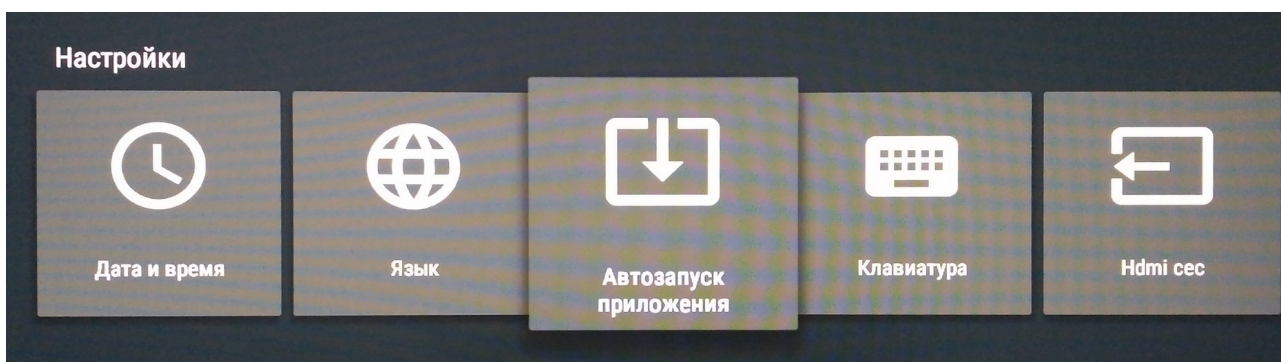 Настройки
Дата и время
Язык
Автозапуск
приложения
Клавиатура
Hdmi cec